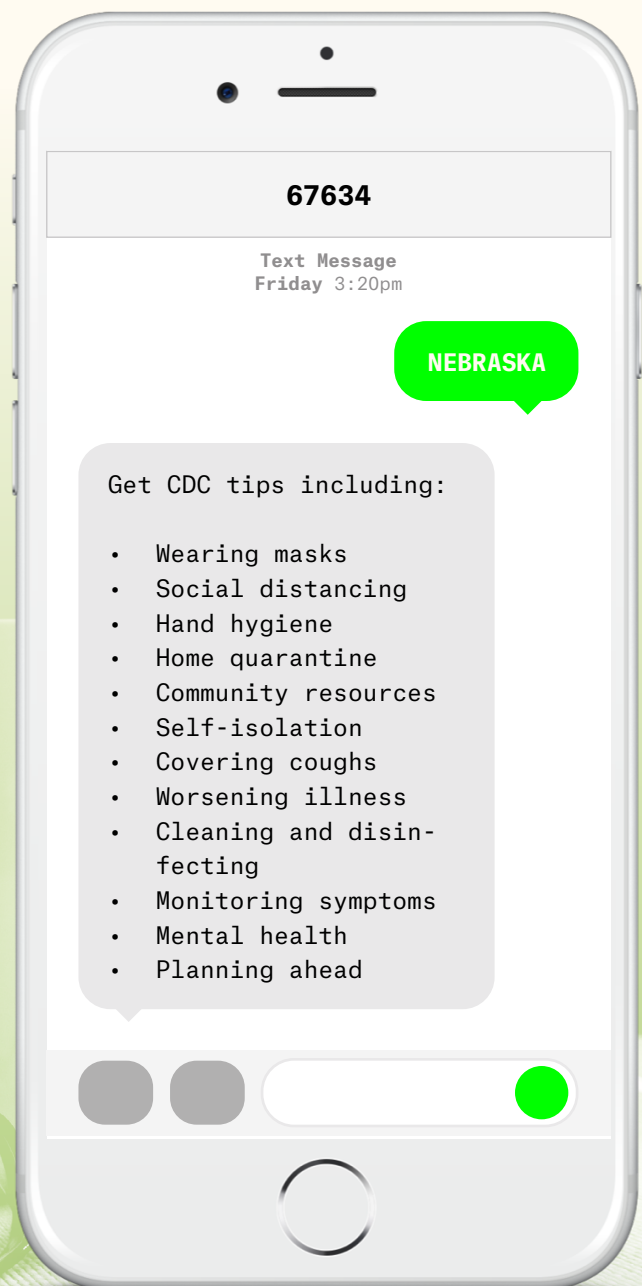 67634
Text Message
Friday 3:20pm
NEBRASKA
Get CDC tips including:
• Wearing masks
• Social distancing
• Hand hygiene
• Home quarantine
• Community resources
• Self-isolation
• Covering coughs
• Worsening illness
• Cleaning and disin-
fecting
• Monitoring symptoms
• Mental health
• Planning ahead